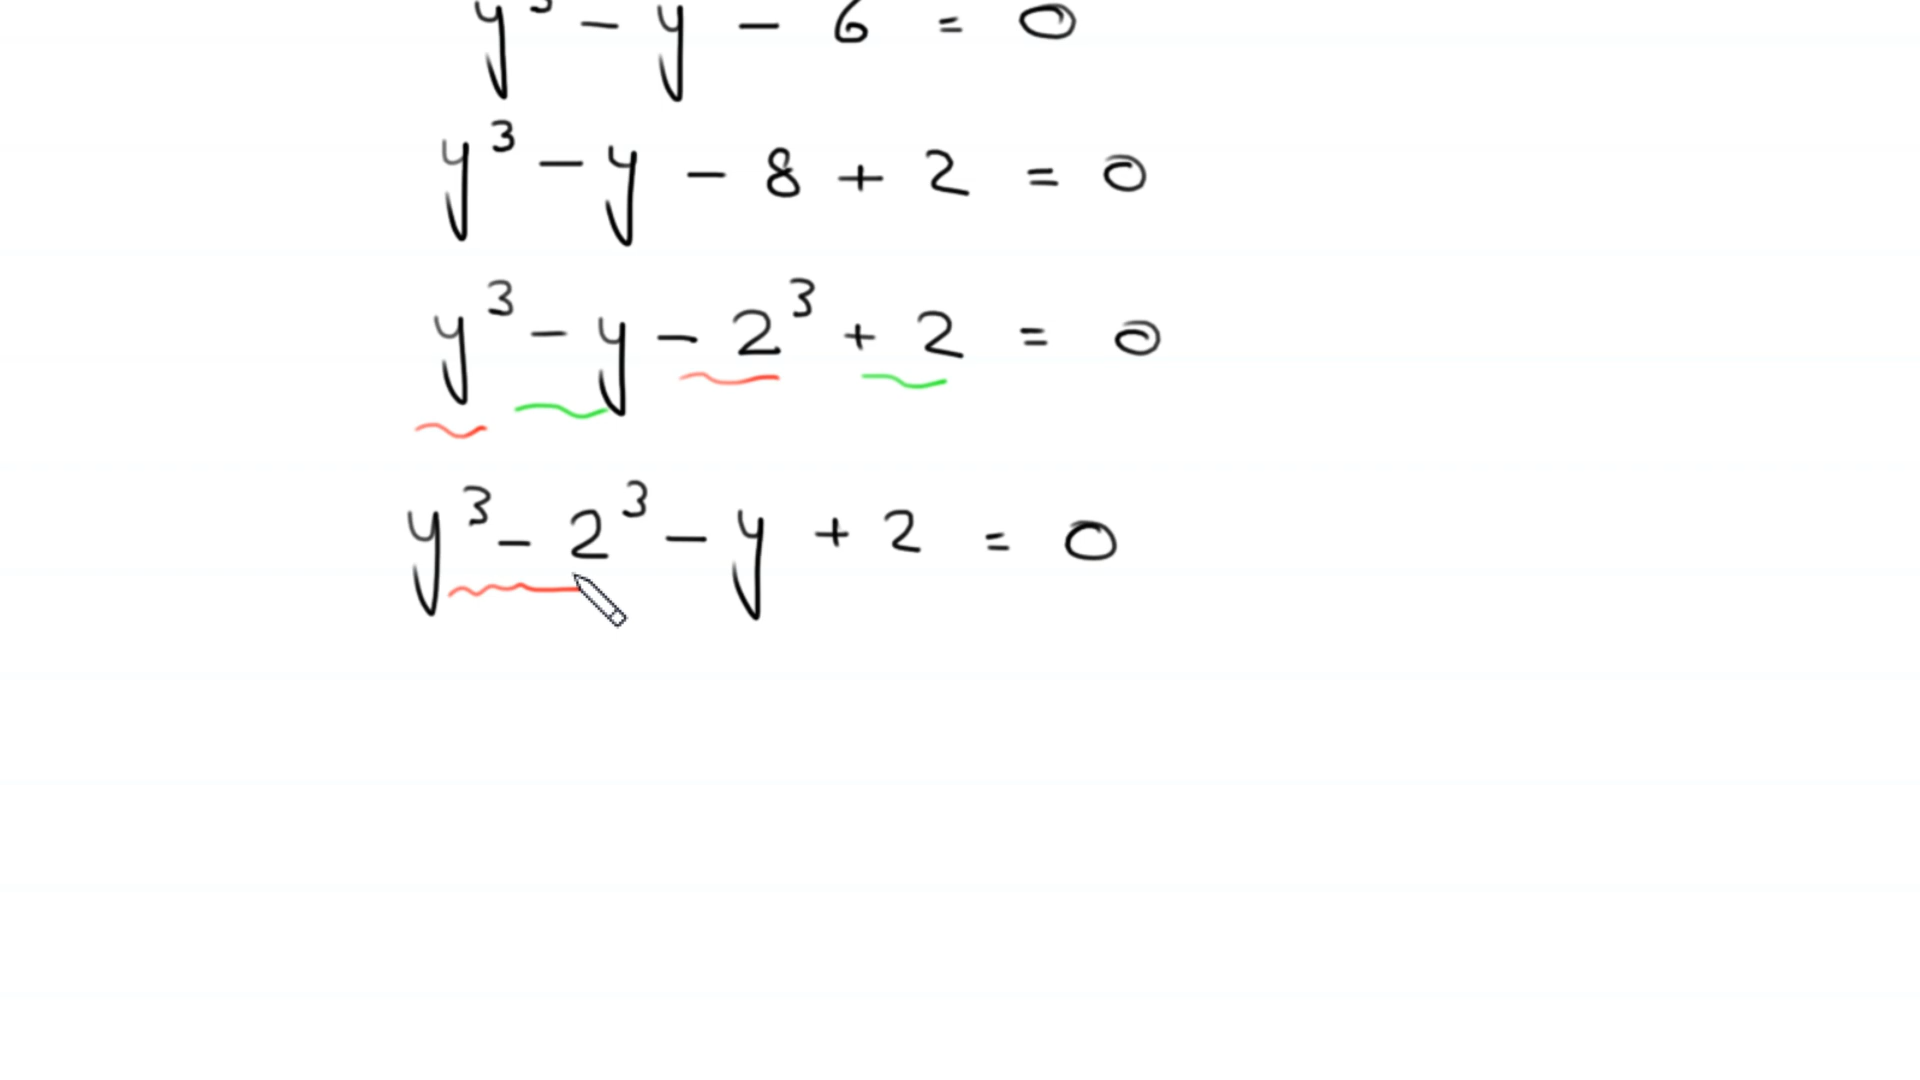 y³ - y - 6 = 0
y³ - y - 8 + 2 = 0
y³ - y - 2³ + 2 = 0
y³ - 2³ - y + 2 = 0